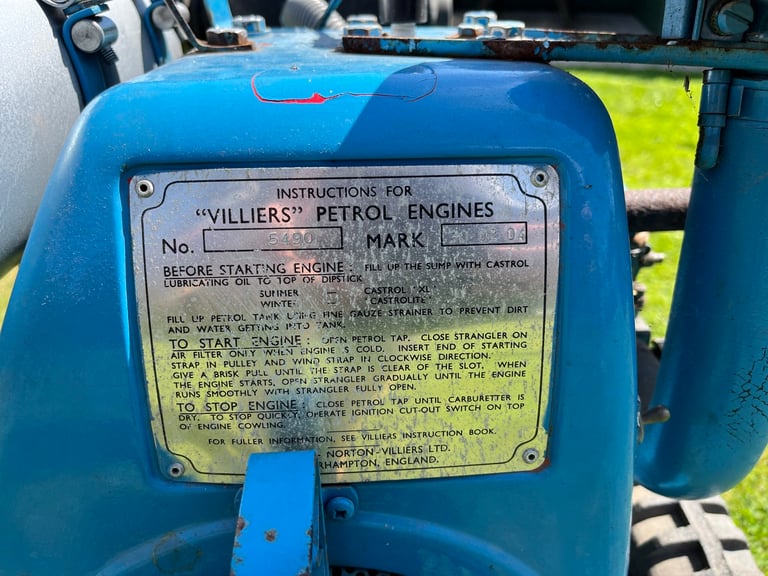 INSTRUCTIONS FOR
"VILLIERS" PETROL ENGINES
No. 5490 MARK
BEFORE STARTING ENGINE: FILL UP THE SUMP WITH CASTROL
LUBRICATING OIL TO TOP OF DIPSTICK
SUMMER CASTROL "XL"
WINTER "CASTROLITE"
FILL UP PETROL TANK USING FINE GAUZE STRAINER TO PREVENT DIRT
AND WATER GETTING INTO TANK.
TO START ENGINE: OPEN PETROL TAP. CLOSE STRANGLER ON
AIR FILTER ONLY WHEN ENGINE IS COLD. INSERT END OF STARTING
STRAP IN PULLEY AND WIND STRAP IN CLOCKWISE DIRECTION.
GIVE A BRISK PULL UNTIL THE STRAP IS CLEAR OF THE SLOT. WHEN
THE ENGINE STARTS, OPEN STRANGLER GRADUALLY UNTIL THE ENGINE
RUNS SMOOTHLY WITH STRANGLER FULLY OPEN.
TO STOP ENGINE: CLOSE PETROL TAP UNTIL CARBURETTER IS
DRY. TO STOP QUICKLY, OPERATE IGNITION CUT-OUT SWITCH ON TOP
OF ENGINE COWLING.
FOR FULLER INFORMATION, SEE VILLIERS INSTRUCTION BOOK.
- NORTON-VILLIERS LTD.
RHAMPTON, ENGLAND.